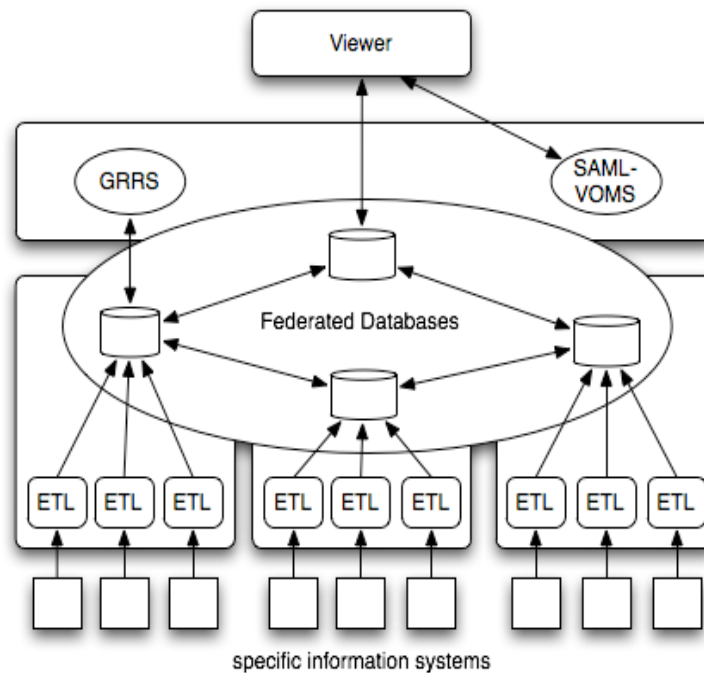 Viewer
GRRS
SAML-
VOMS
Federated Databases
ETL ETL ETL ETL ETL ETL ETL ETL ETL
specific information systems